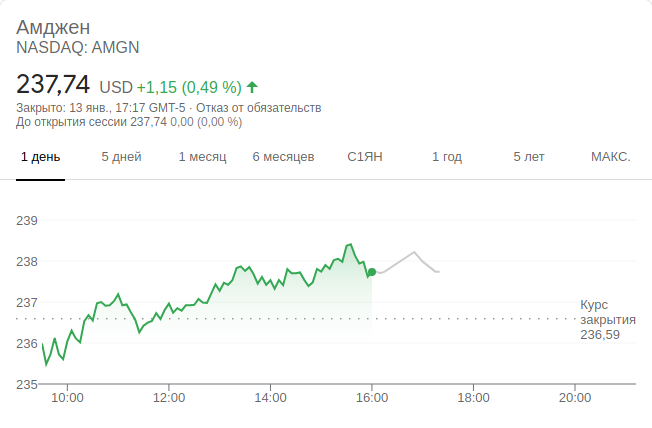 Амджен
NASDAQ: AMGN
237,74 USD +1,15 (0,49 %)
Закрыто: 13 янв., 17:17 GMT-5 · Отказ от обязательств
До открытия сессии 237,74 0,00 (0,00 %)
1 день 5 дней 1 месяц 6 месяцев С1ЯН 1 год 5 лет МАКС.
239
238
237
Курс
закрытия
236,59
236
235
10:00 12:00 14:00 16:00 18:00 20:00